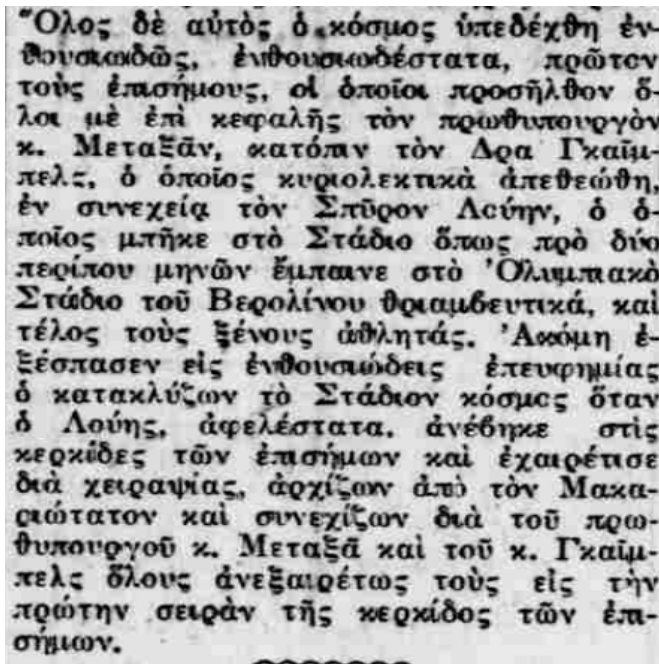 Ὅλος δὲ αὐτὸς ὁ κόσμος ὑπεδέχθη ἐν-
θουσιωδῶς, ἐνθουσιωδέστατα, πρῶτον
τοὺς ἐπισήμους, οἱ ὁποῖοι προσῆλθον ὅ-
λοι μὲ ἐπὶ κεφαλῆς τὸν πρωθυπουργὸν
κ. Μεταξᾶν, κατόπιν τὸν Δρα Γκαῖμ-
πελς, ὁ ὁποῖος κυριολεκτικὰ ἀπεθεώθη,
ἐν συνεχείᾳ τὸν Σπῦρον Λούην, ὁ ὁ-
ποῖος μπῆκε στὸ Στάδιο ὅπως πρὸ δύο
περίπου μηνῶν ἔμπαινε στὸ Ὀλυμπιακὸ
Στάδιο τοῦ Βερολίνου θριαμβευτικά, καὶ
τέλος τοὺς ξένους ἀθλητάς. Ἀκόμη ἐ-
ξέσπασεν εἰς ἐνθουσιώδεις ἐπευφημίας
ὁ κατακλύζων τὸ Στάδιον κόσμος ὅταν
ὁ Λούης, ἀφελέστατα, ἀνέβηκε στὶς
κερκίδες τῶν ἐπισήμων καὶ ἐχαιρέτισε
διὰ χειραψίας, ἀρχίζων ἀπὸ τὸν Μακα-
ριώτατον καὶ συνεχίζων διὰ τοῦ πρω-
θυπουργοῦ κ. Μεταξᾶ καὶ τοῦ κ. Γκαῖμ-
πελς ὅλους ἀνεξαιρέτως τοὺς εἰς τὴν
πρώτην σειρὰν τῆς κερκίδος τῶν ἐπι-
σήμων.